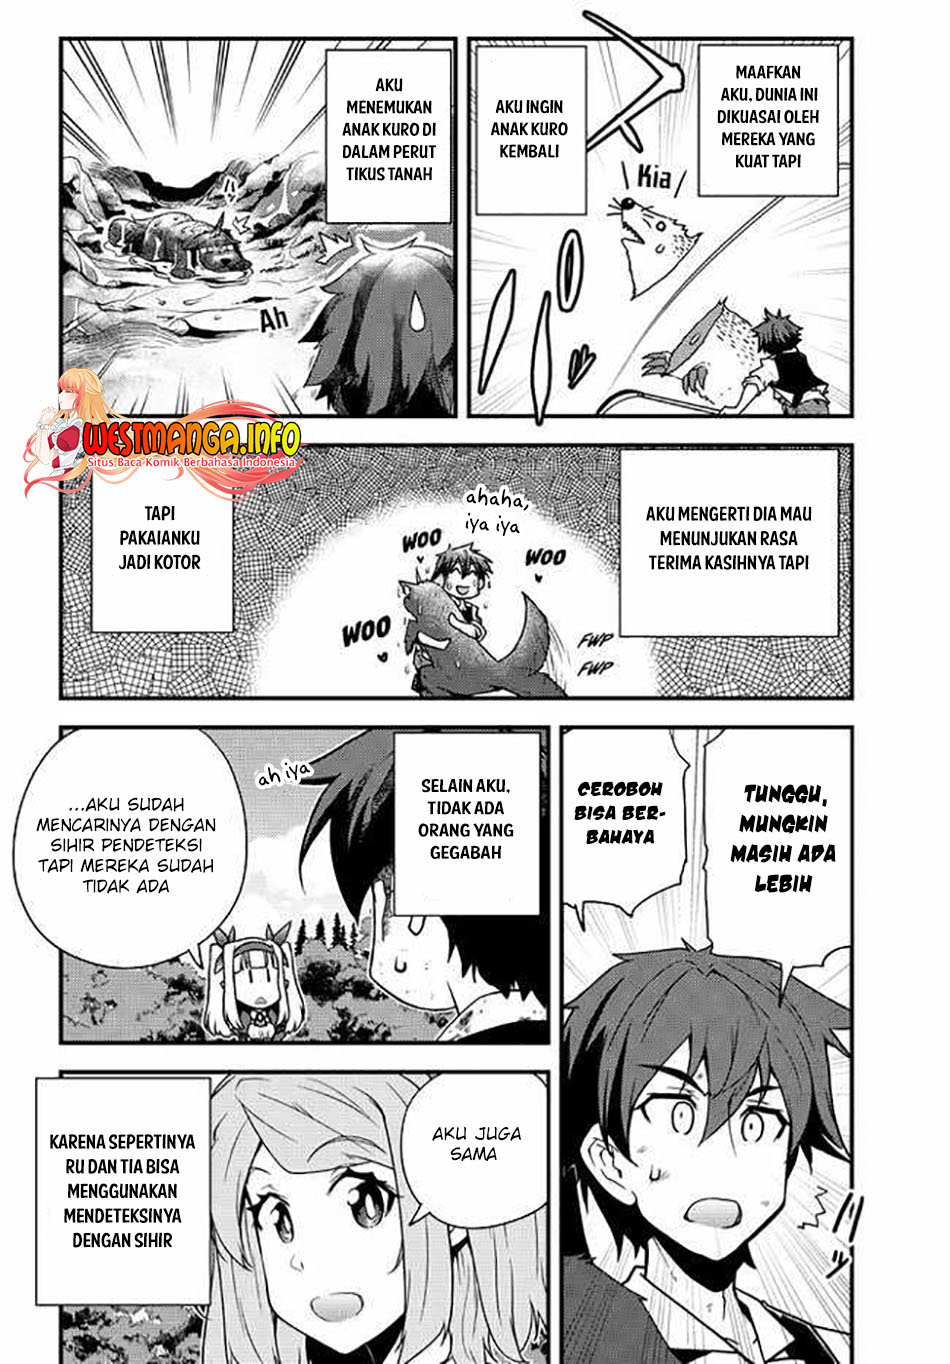 MAAFKAN
AKU, DUNIA INI
DIKUASAI OLEH
MEREKA YANG
KUAT TAPI
AKU INGIN
ANAK KURO
KEMBALI
Kia
AKU
MENEMUKAN
ANAK KURO DI
DALAM PERUT
TIKUS TANAH
Ah
WESTMANGA.INFO
Situs Baca Komik Berbahasa Indonesia
AKU MENGERTI DIA MAU
MENUNJUKAN RASA
TERIMA KASIHNYA TAPI
ahaha,
iya iya
WOO
WOO
WOO
FWP
FWP
TAPI
PAKAIANKU
JADI KOTOR
TUNGGU,
MUNGKIN
MASIH ADA
LEBIH
CEROBOH
BISA BER-
BAHAYA
SELAIN AKU,
TIDAK ADA
ORANG YANG
GEGABAH
ah iya
...AKU SUDAH
MENCARINYA DENGAN
SIHIR PENDETEKSI
TAPI MEREKA SUDAH
TIDAK ADA
AKU JUGA
SAMA
KARENA SEPERTINYA
RU DAN TIA BISA
MENGGUNAKAN
MENDETEKSINYA
DENGAN SIHIR